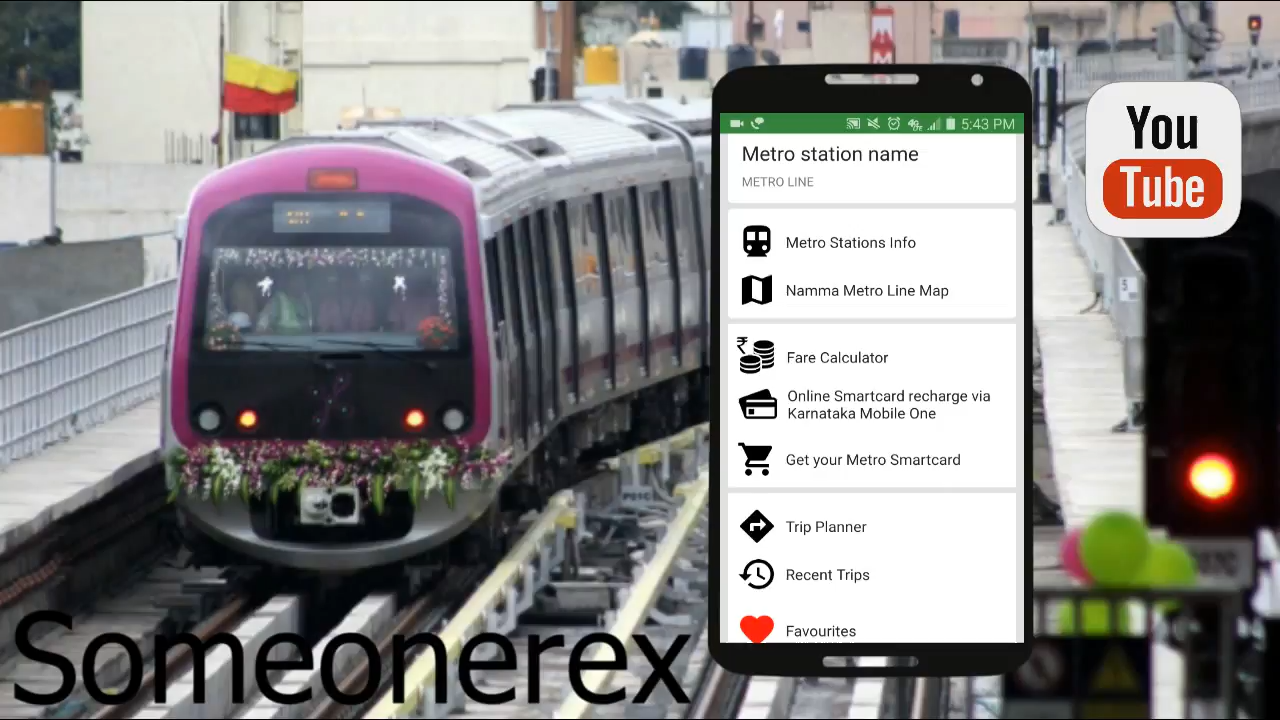 You
Tube
5:43 PM
Metro station name
METRO LINE
Metro Stations Info
Namma Metro Line Map
Fare Calculator
Online Smartcard recharge via
Karnataka Mobile One
Get your Metro Smartcard
Trip Planner
Recent Trips
Favourites
Someonerex